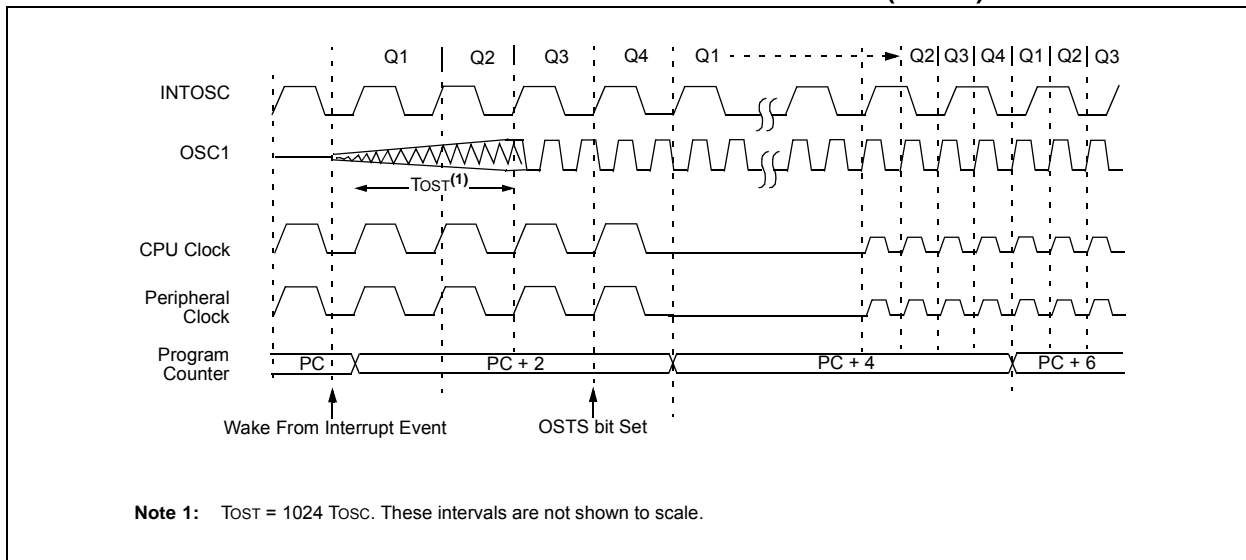 Q1 Q2 Q3 Q4 Q1 Q2 Q3 Q4 Q1 Q2 Q3
INTOSC
OSC1
TOST(1)
CPU Clock
Peripheral
Clock
Program
Counter
PC PC + 2 PC + 4 PC + 6
Wake From Interrupt Event OSTS bit Set
Note 1: TOST = 1024 TOSC. These intervals are not shown to scale.